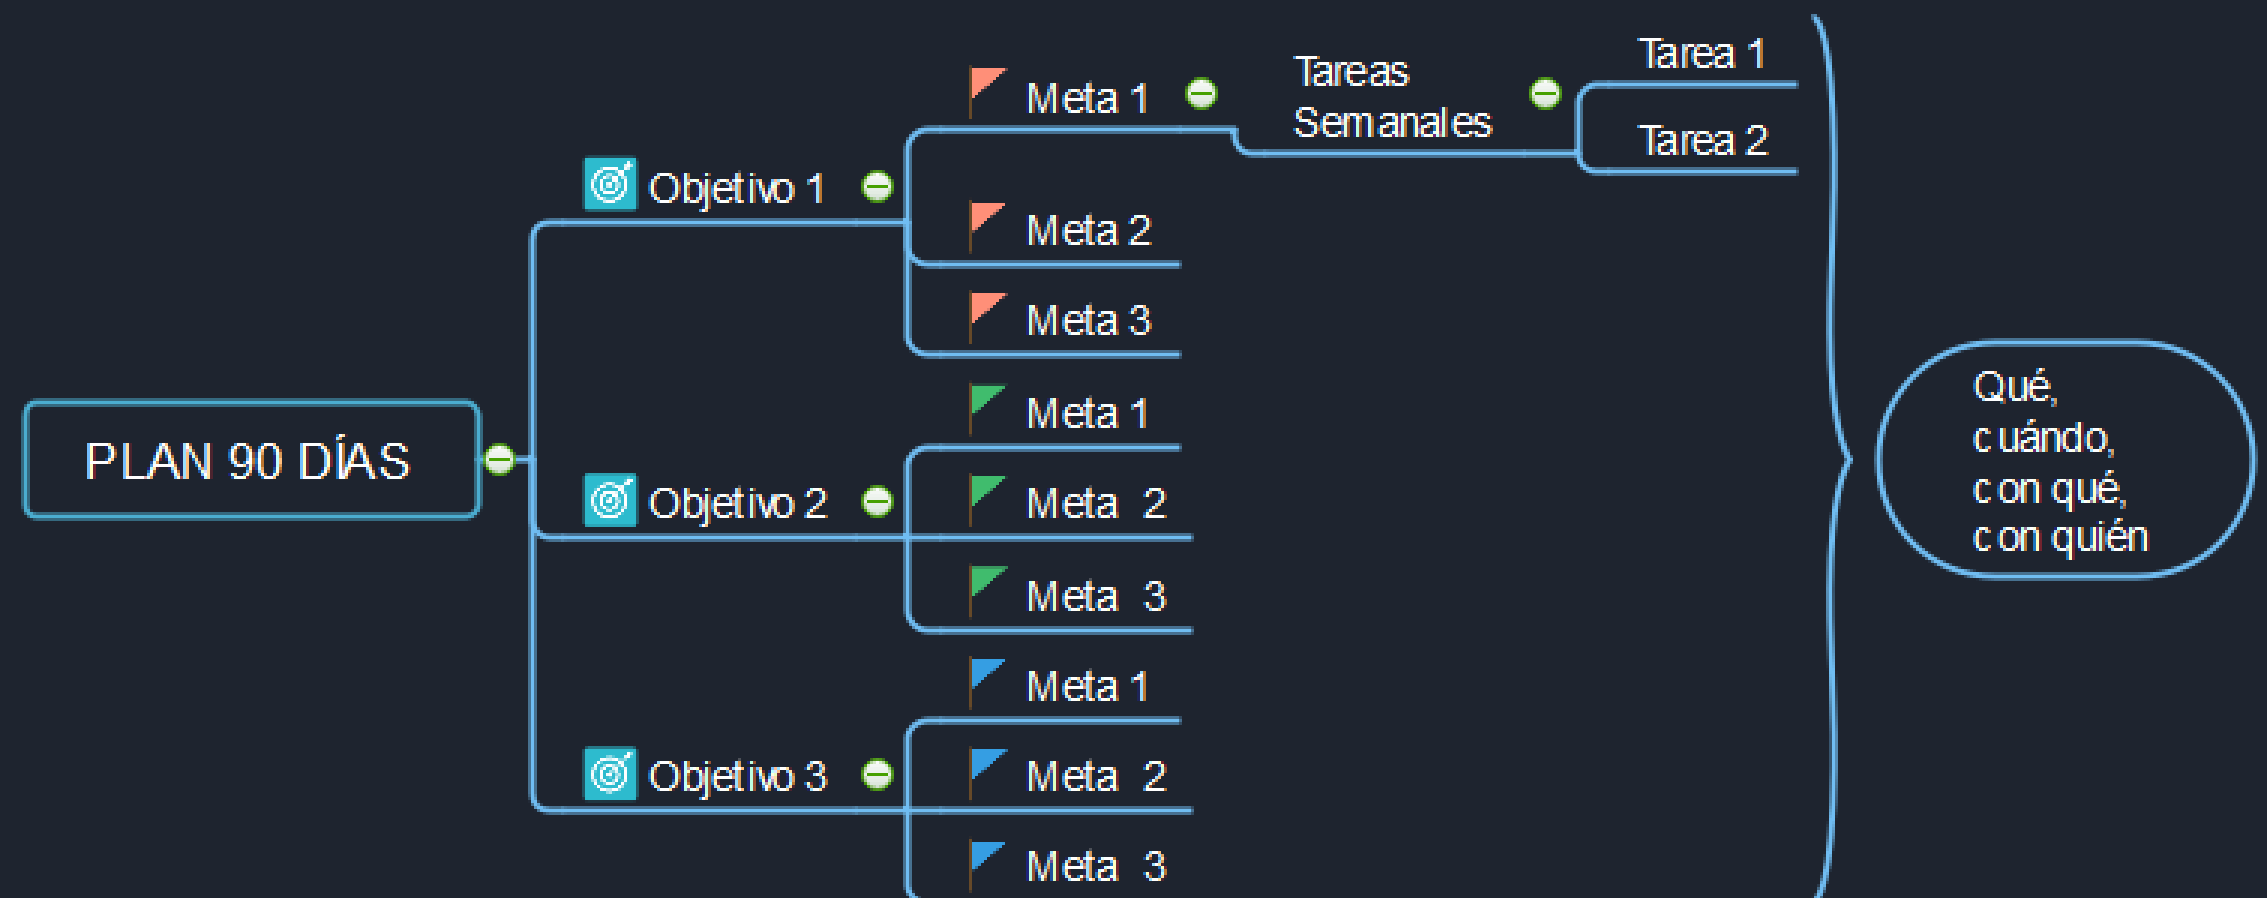 PLAN 90 DÍAS
Objetivo 1
Meta 1
Tareas
Semanales
Tarea 1
Tarea 2
Meta 2
Meta 3
Objetivo 2
Meta 1
Meta 2
Meta 3
Objetivo 3
Meta 1
Meta 2
Meta 3
Qué,
cuándo,
con qué,
con quién